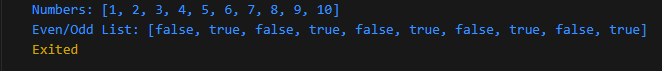 Numbers: [1, 2, 3, 4, 5, 6, 7, 8, 9, 10]
Even/Odd List: [false, true, false, true, false, true, false, true, false, true]
Exited